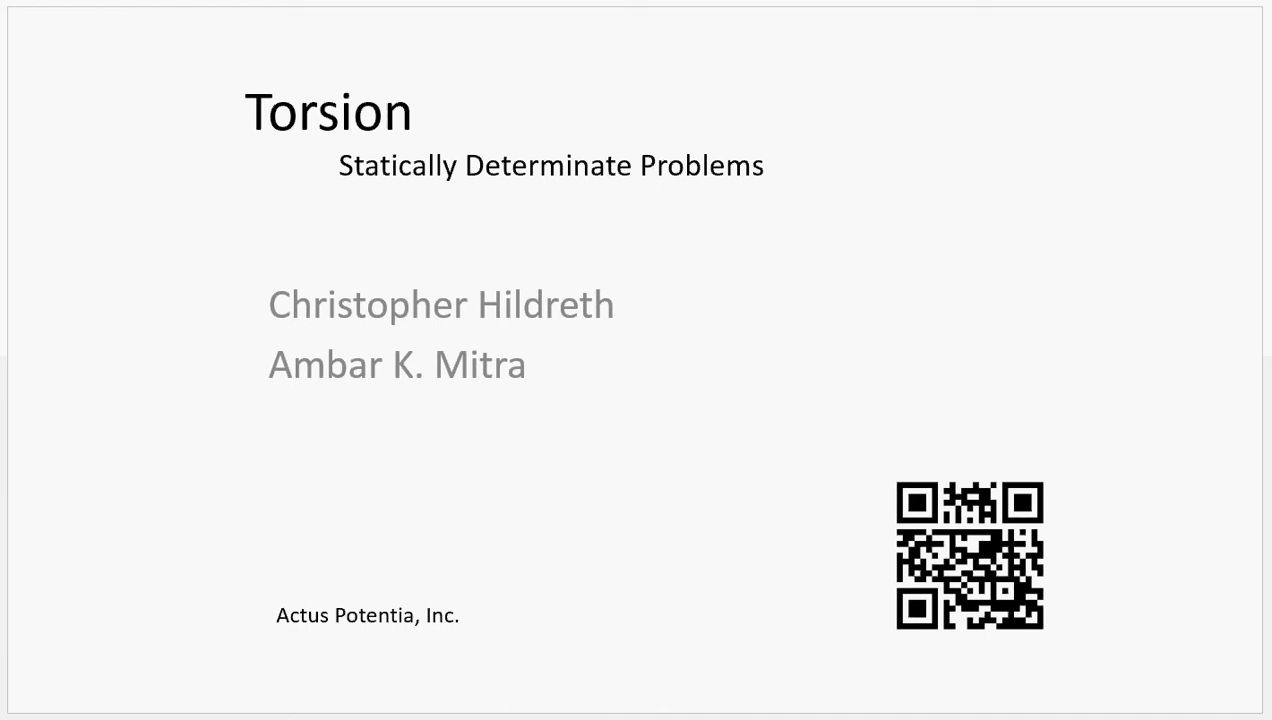 Torsion
Statically Determinate Problems
Christopher Hildreth
Ambar K. Mitra
Actus Potentia, Inc.